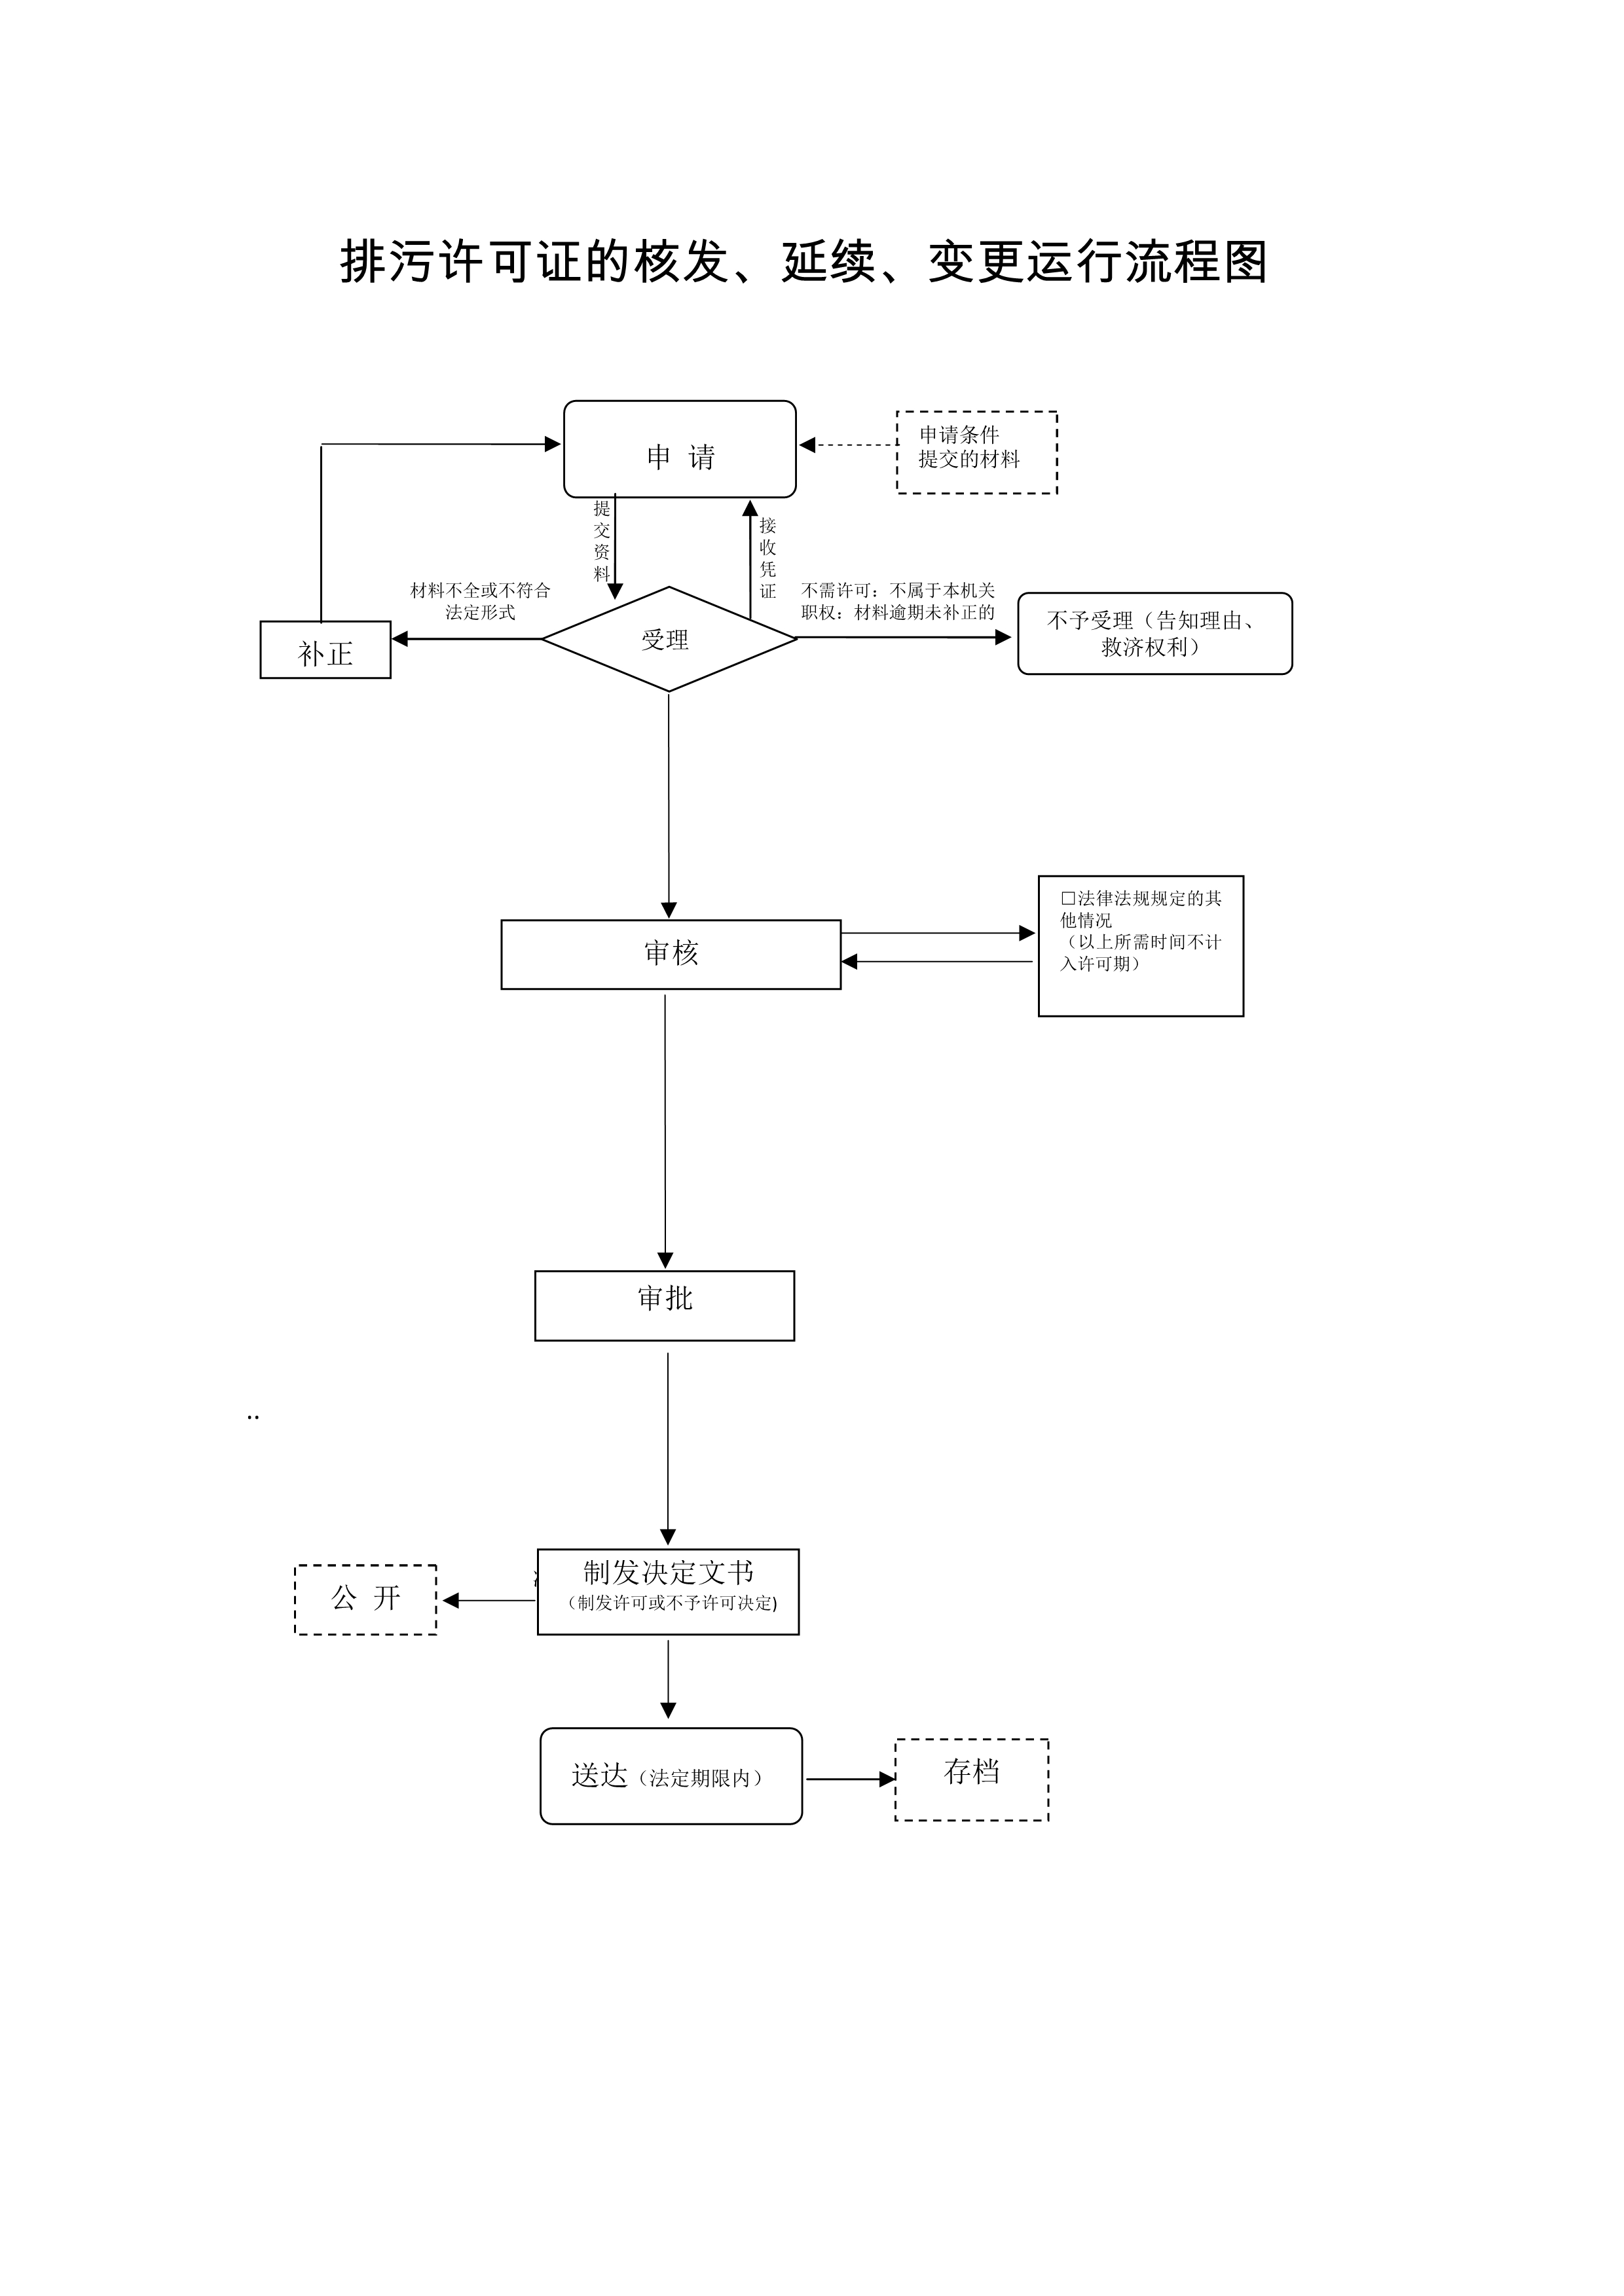 排污许可证的核发、延续、变更运行流程图
申 请
申请条件
提交的材料
提
交
资
料
接
收
凭
证
材料不全或不符合
法定形式
不需许可：不属于本机关
职权：材料逾期未补正的
补正
受理
不予受理（告知理由、
救济权利）
审核
□法律法规规定的其
他情况
（以上所需时间不计
入许可期）
审批
..
制发决定文书
（制发许可或不予许可决定)
公 开
送达（法定期限内）
存档